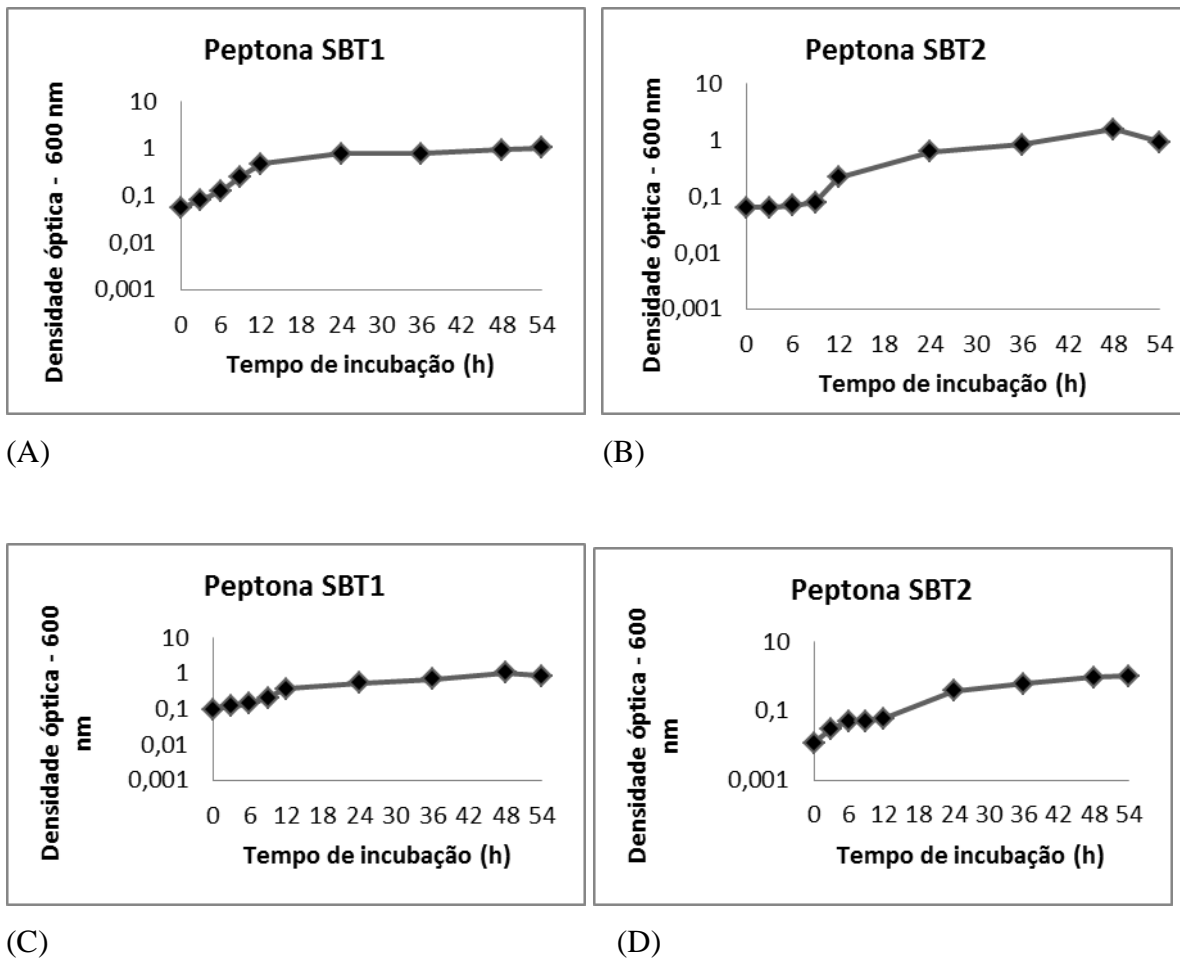 Peptona SBT1
Densidade óptica - 600 nm
10
1
0,1
0,01
0,001
0 6 12 18 24 30 36 42 48 54
Tempo de incubação (h)
(A)
Peptona SBT2
Densidade óptica - 600 nm
10
1
0,1
0,01
0,001
0 6 12 18 24 30 36 42 48 54
Tempo de incubação (h)
(B)
Peptona SBT1
Densidade óptica - 600
nm
10
1
0,1
0,01
0,001
0 6 12 18 24 30 36 42 48 54
Tempo de incubação (h)
(C)
Peptona SBT2
Densidade óptica - 600
nm
10
0,1
0,001
0 6 12 18 24 30 36 42 48 54
Tempo de incubação (h)
(D)